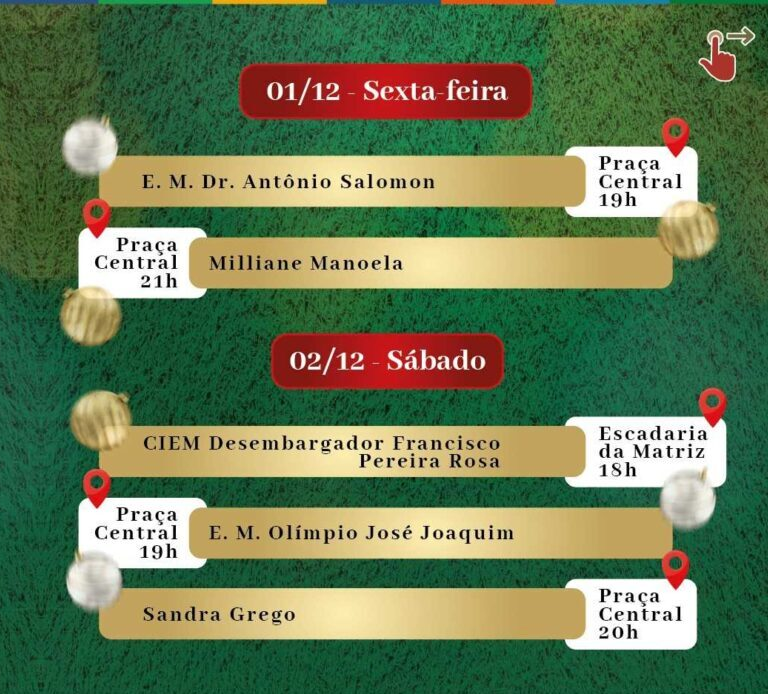 01/12 - Sexta-feira
E. M. Dr. Antônio Salomon
Praça
Central
19h
Praça
Central
21h
Milliane Manoela
02/12 - Sábado
CIEM Desembargador Francisco
Pereira Rosa
Escadaria
da Matriz
18h
Praça
Central
19h
E. M. Olímpio José Joaquim
Sandra Grego
Praça
Central
20h